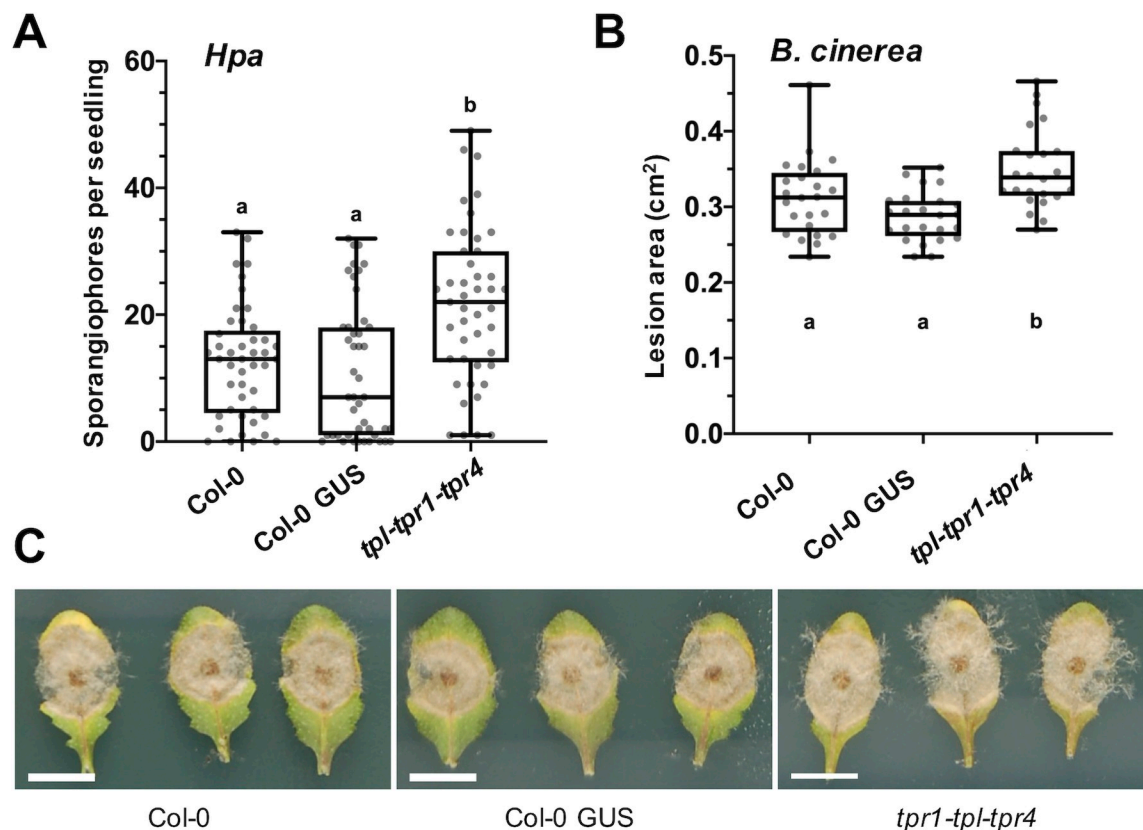 A
Hpa
Sporangiophores per seedling
60
40
20
0
a
a
b
Col-0
Col-0 GUS
tpl-tpr1-tpr4
B
B. cinerea
Lesion area (cm²)
0.5
0.4
0.3
0.2
0.1
0.0
a
a
b
Col-0
Col-0 GUS
tpl-tpr1-tpr4
C
Col-0
Col-0 GUS
tpr1-tpl-tpr4